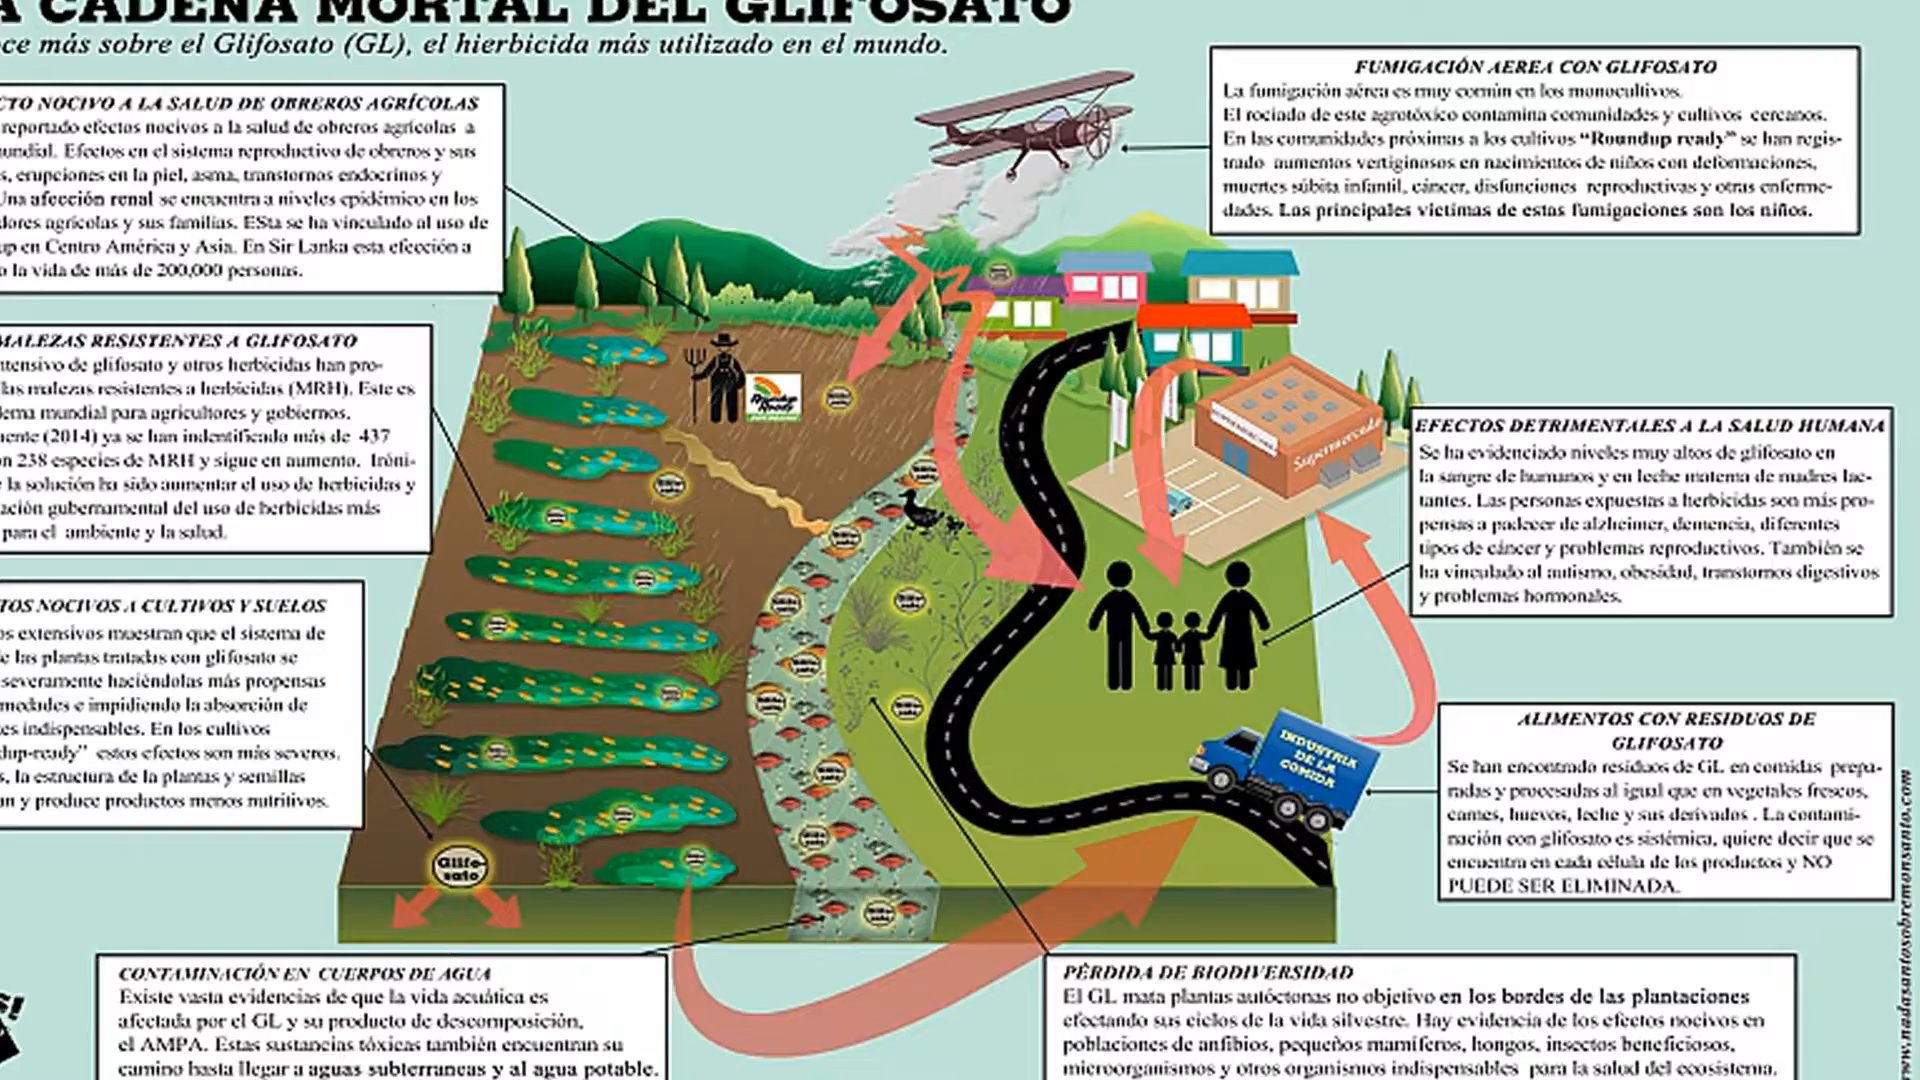 A CADENA MORTAL DEL GLIFOSATO
ce más sobre el Glifosato (GL), el hierbicida más utilizado en el mundo.
CTO NOCIVO A LA SALUD DE OBREROS AGRÍCOLAS
reportado efectos nocivos a la salud de obreros agrícolas a
undial. Efectos en el sistema reproductivo de obreros y sus
s, erupciones en la piel, asma, transtornos endocrinos y
Una afección renal se encuentra a niveles epidémico en los
dores agrícolas y sus familias. ESta se ha vinculado al uso de
up en Centro América y Asia. En Sir Lanka esta efección a
o la vida de más de 200,000 personas.
FUMIGACIÓN AEREA CON GLIFOSATO
La fumigación aérea es muy común en los monocultivos.
El rociado de este agrotóxico contamina comunidades y cultivos cercanos.
En las comunidades próximas a los cultivos "Roundup ready" se han regis-
trado aumentos vertiginosos en nacimientos de niños con deformaciones,
muertes súbita infantil, cáncer, disfunciones reproductivas y otras enferme-
dades. Las principales victimas de estas fumigaciones son los niños.
MALEZAS RESISTENTES A GLIFOSATO
ntensivo de glifosato y otros herbicidas han pro-
las malezas resistentes a herbicidas (MRH). Este es
lema mundial para agricultores y gobiernos.
ente (2014) ya se han indentificado más de 437
on 238 especies de MRH y sigue en aumento. Iróni-
la solución ha sido aumentar el uso de herbicidas y
ación gubernamental del uso de herbicidas más
para el ambiente y la salud.
Roundup
Ready
Supermercado
EFECTOS DETRIMENTALES A LA SALUD HUMANA
Se ha evidenciado niveles muy altos de glifosato en
la sangre de humanos y en leche materna de madres lac-
tantes. Las personas expuestas a herbicidas son más pro-
pensas a padecer de alzheimer, demencia, diferentes
tipos de cáncer y problemas reproductivos. También se
ha vinculado al autismo, obesidad, transtornos digestivos
y problemas hormonales.
TOS NOCIVOS A CULTIVOS Y SUELOS
os extensivos muestran que el sistema de
e las plantas tratadas con glifosato se
severamente haciéndolas más propensas
medades e impidiendo la absorción de
es indispensables. En los cultivos
dup-ready" estos efectos son más severos.
s, la estructura de la plantas y semillas
an y produce productos menos nutritivos.
Glifo-
sato
INDUSTRIA
DE LA
COMIDA
ALIMENTOS CON RESIDUOS DE
GLIFOSATO
Se han encontrado residuos de GL en comidas prepa-
radas y procesadas al igual que en vegetales frescos,
carnes, huevos, leche y sus derivados . La contami-
nación con glifosato es sistémica, quiere decir que se
encuentra en cada célula de los productos y NO
PUEDE SER ELIMINADA.
CONTAMINACIÓN EN CUERPOS DE AGUA
Existe vasta evidencias de que la vida acuática es
afectada por el GL y su producto de descomposición,
el AMPA. Estas sustancias tóxicas también encuentran su
camino hasta llegar a aguas subterraneas y al agua potable.
PÉRDIDA DE BIODIVERSIDAD
El GL mata plantas autóctonas no objetivo en los bordes de las plantaciones
efectando sus ciclos de la vida silvestre. Hay evidencia de los efectos nocivos en
poblaciones de anfibios, pequeños mamíferos, hongos, insectos beneficiosos,
microorganismos y otros organismos indispensables para la salud del ecosistema.
www.nadasantosobremonsanto.com